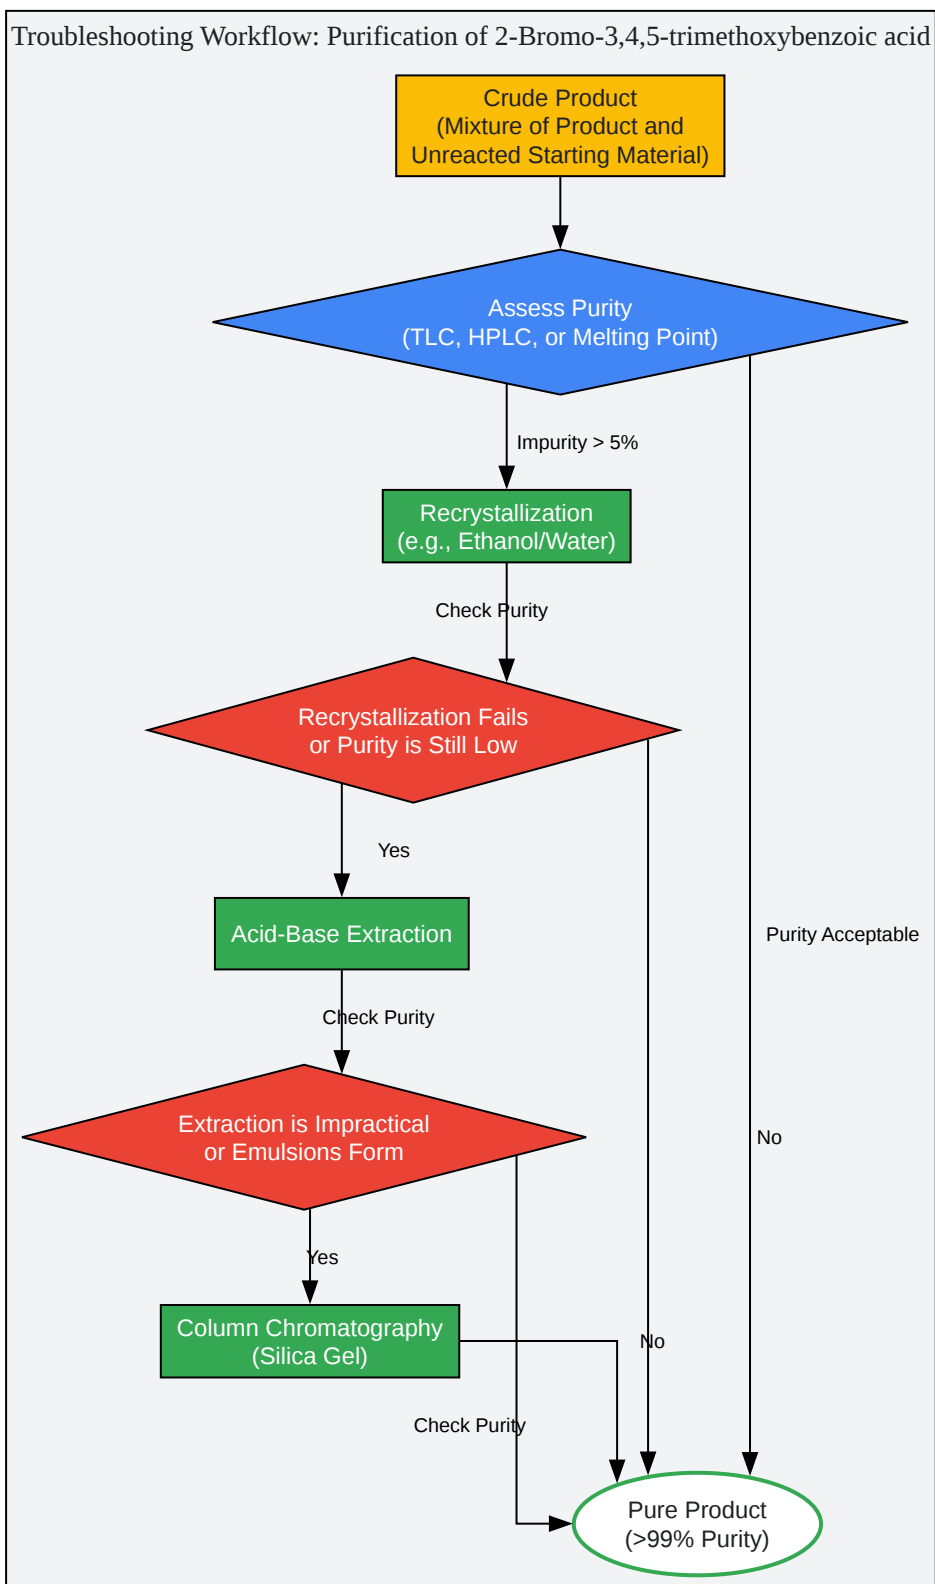 Troubleshooting Workflow: Purification of 2-Bromo-3,4,5-trimethoxybenzoic acid
Crude Product
(Mixture of Product and
Unreacted Starting Material)
Assess Purity
(TLC, HPLC, or Melting Point)
Impurity > 5%
Recrystallization
(e.g., Ethanol/Water)
Check Purity
Recrystallization Fails
or Purity is Still Low
Yes
Acid-Base Extraction
Purity Acceptable
Check Purity
Extraction is Impractical
or Emulsions Form
No
Yes
Column Chromatography
(Silica Gel)
No
Check Purity
Pure Product
(>99% Purity)